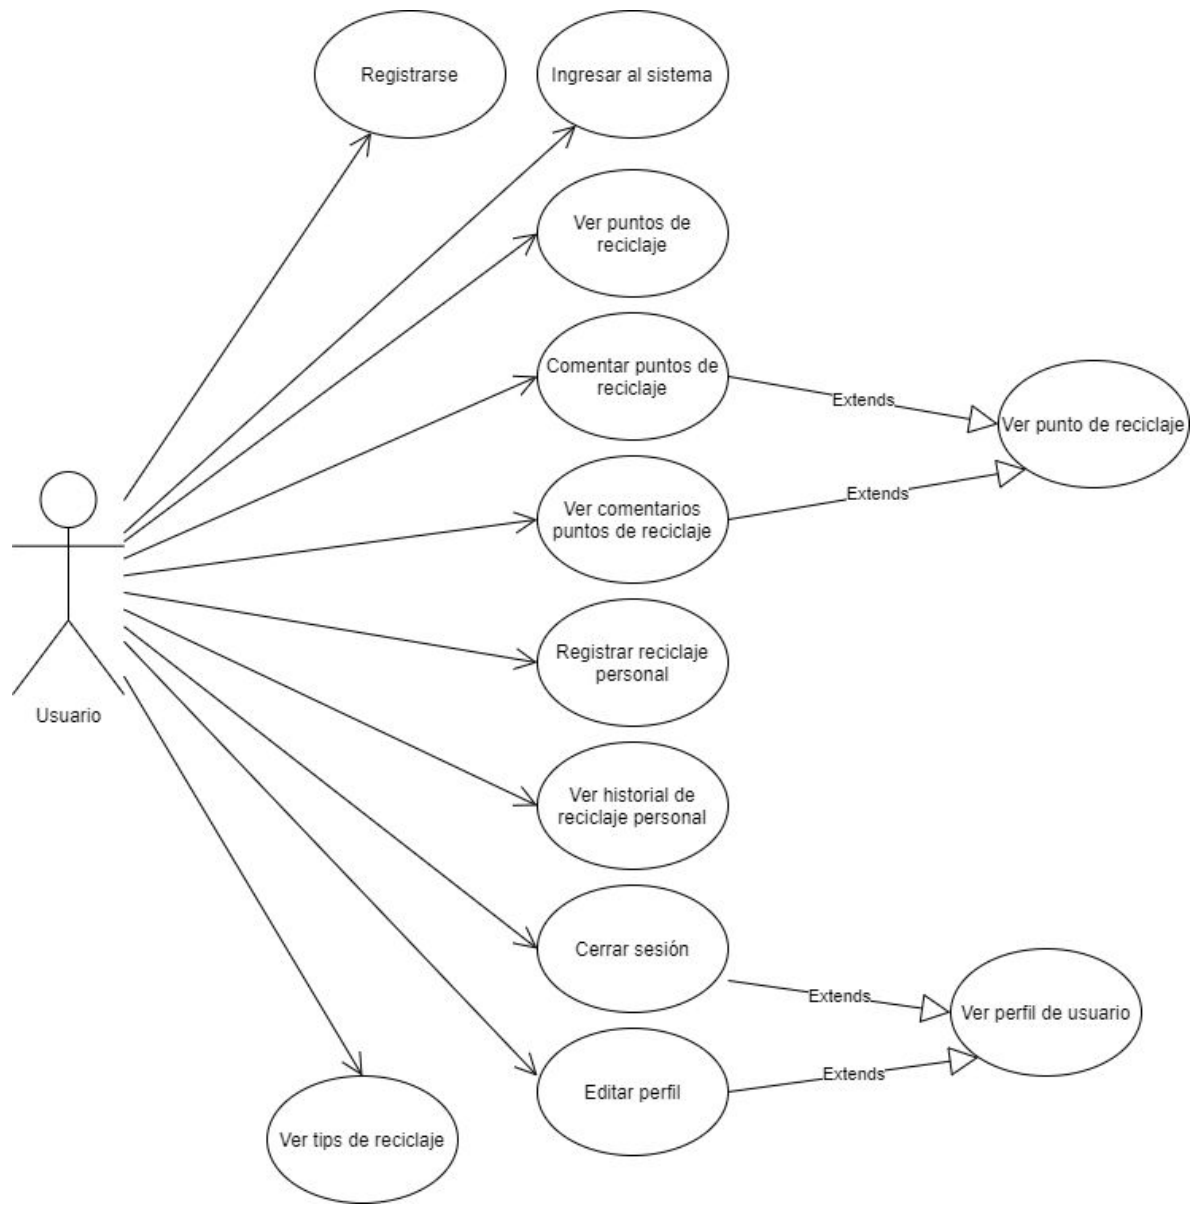 Registrarse
Ingresar al sistema
Ver puntos de
reciclaje
Comentar puntos de
reciclaje
Extends
Ver punto de reciclaje
Ver comentarios
puntos de reciclaje
Extends
Registrar reciclaje
personal
Usuario
Ver historial de
reciclaje personal
Cerrar sesión
Extends
Ver perfil de usuario
Editar perfil
Extends
Ver tips de reciclaje